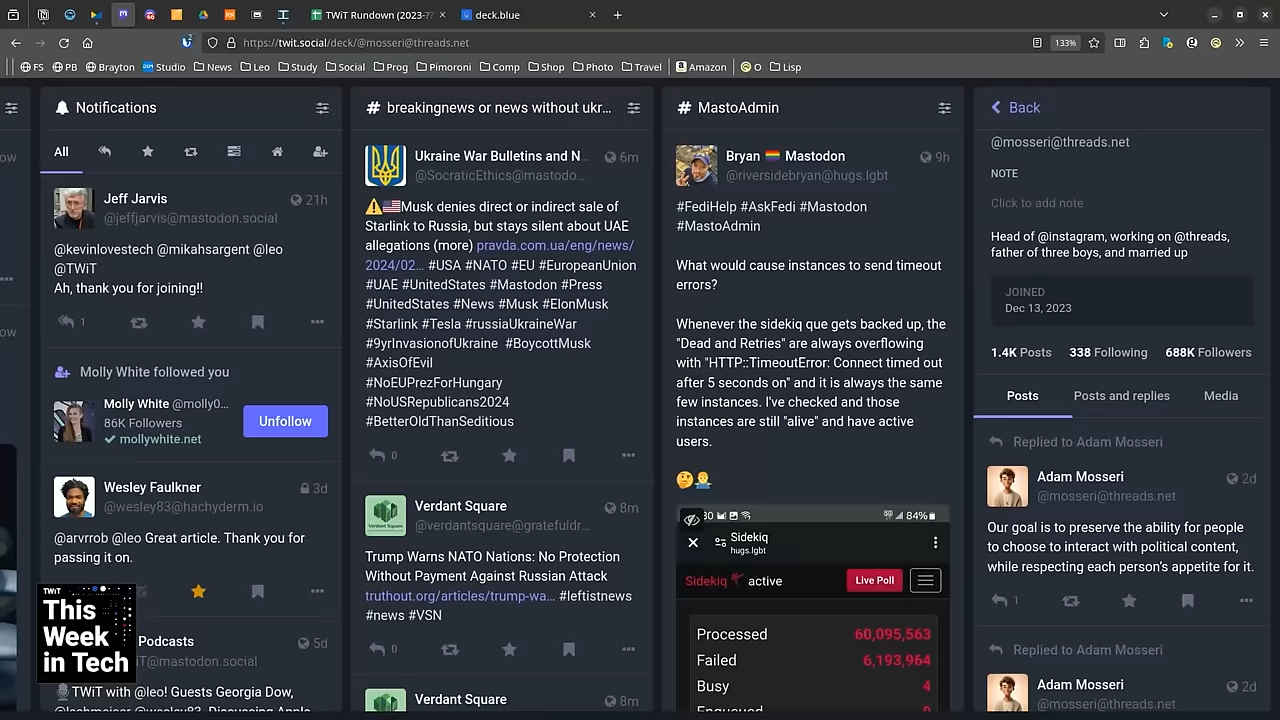 TWiT Rundown (2023-??
deck.blue
https://twit.social/deck/@mosseri@threads.net
133%
FS
PB
Brayton
Studio
News
Leo
Study
Social
Prog
Pimoroni
Comp
Shop
Photo
Travel
Amazon
O
Lisp
Notifications
All
Jeff Jarvis
21h
@jeffjarvis@mastodon.social
@kevinlovestech @mikahsargent @leo
@TWiT
Ah, thank you for joining!!
1
Molly White followed you
Molly White @molly0...
86K Followers
mollywhite.net
Unfollow
Wesley Faulkner
3d
@wesley83@hachyderm.io
@arvrrob @leo Great article. Thank you for
passing it on.
TWiT
This
Week
in Tech
Podcasts
5d
@mastodon.social
TWiT with @leo! Guests Georgia Dow,
# breakingnews or news without ukr...
Ukraine War Bulletins and N
6m
@SocraticEthics@mastodo...
⚠️🇺🇸Musk denies direct or indirect sale of
Starlink to Russia, but stays silent about UAE
allegations (more) pravda.com.ua/eng/news/
2024/02... #USA #NATO #EU #EuropeanUnion
#UAE #UnitedStates #Mastodon #Press
#UnitedStates #News #Musk #ElonMusk
#Starlink #Tesla #russiaUkraineWar
#9yrInvasionofUkraine #BoycottMusk
#AxisOfEvil
#NoEUPrezForHungary
#NoUSRepublicans2024
#BetterOldThanSeditious
0
Verdant Square
8m
@verdantsquare@gratefuldr...
Trump Warns NATO Nations: No Protection
Without Payment Against Russian Attack
truthout.org/articles/trump-wa... #leftistnews
#news #VSN
0
Verdant Square
8m
# MastoAdmin
Bryan 🏳️‍🌈 Mastodon
9h
@riversidebryan@hugs.lgbt
#FediHelp #AskFedi #Mastodon
#MastoAdmin
What would cause instances to send timeout
errors?
Whenever the sidekiq que gets backed up, the
"Dead and Retries" are always overflowing
with "HTTP::TimeoutError: Connect timed out
after 5 seconds on" and it is always the same
few instances. I've checked and those
instances are still "alive" and have active
users.
84%
Sidekiq
hugs.lgbt
Sidekiq active
Live Poll
Processed 60,095,563
Failed 6,193,964
Busy 4
Back
@mosseri@threads.net
NOTE
Click to add note
Head of @instagram, working on @threads,
father of three boys, and married up
JOINED
Dec 13, 2023
1.4K Posts 338 Following 688K Followers
Posts
Posts and replies
Media
Replied to Adam Mosseri
Adam Mosseri
2d
@mosseri@threads.net
Our goal is to preserve the ability for people
to choose to interact with political content,
while respecting each person's appetite for it.
1
Replied to Adam Mosseri
Adam Mosseri
2d
@mosseri@threads.net